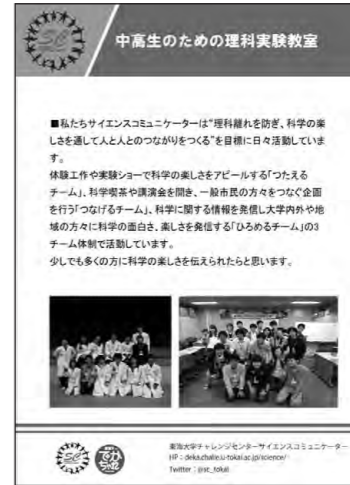 SC
中高生のための理科実験教室
■私たちサイエンスコミュニケーターは“理科離れを防ぎ、科学の楽
しさを通して人と人とのつながりをつくる”を目標に日々活動していま
す。
体験工作や実験ショーで科学の楽しさをアピールする「つたえる
チーム」、科学喫茶や講演会を開き、一般市民の方々をつなぐ企画
を行う「つなげるチーム」、科学に関する情報を発信し大学内外や地
域の方々に科学の面白さ、楽しさを発信する「ひろめるチーム」の3
チーム体制で活動しています。
少しでも多くの方に科学の楽しさを伝えられたらと思います。
SC
東海大学チャレンジセンターサイエンスコミュニケーター
HP：deka.challe.u-tokai.ac.jp/science/
Twitter：@sc_tokai